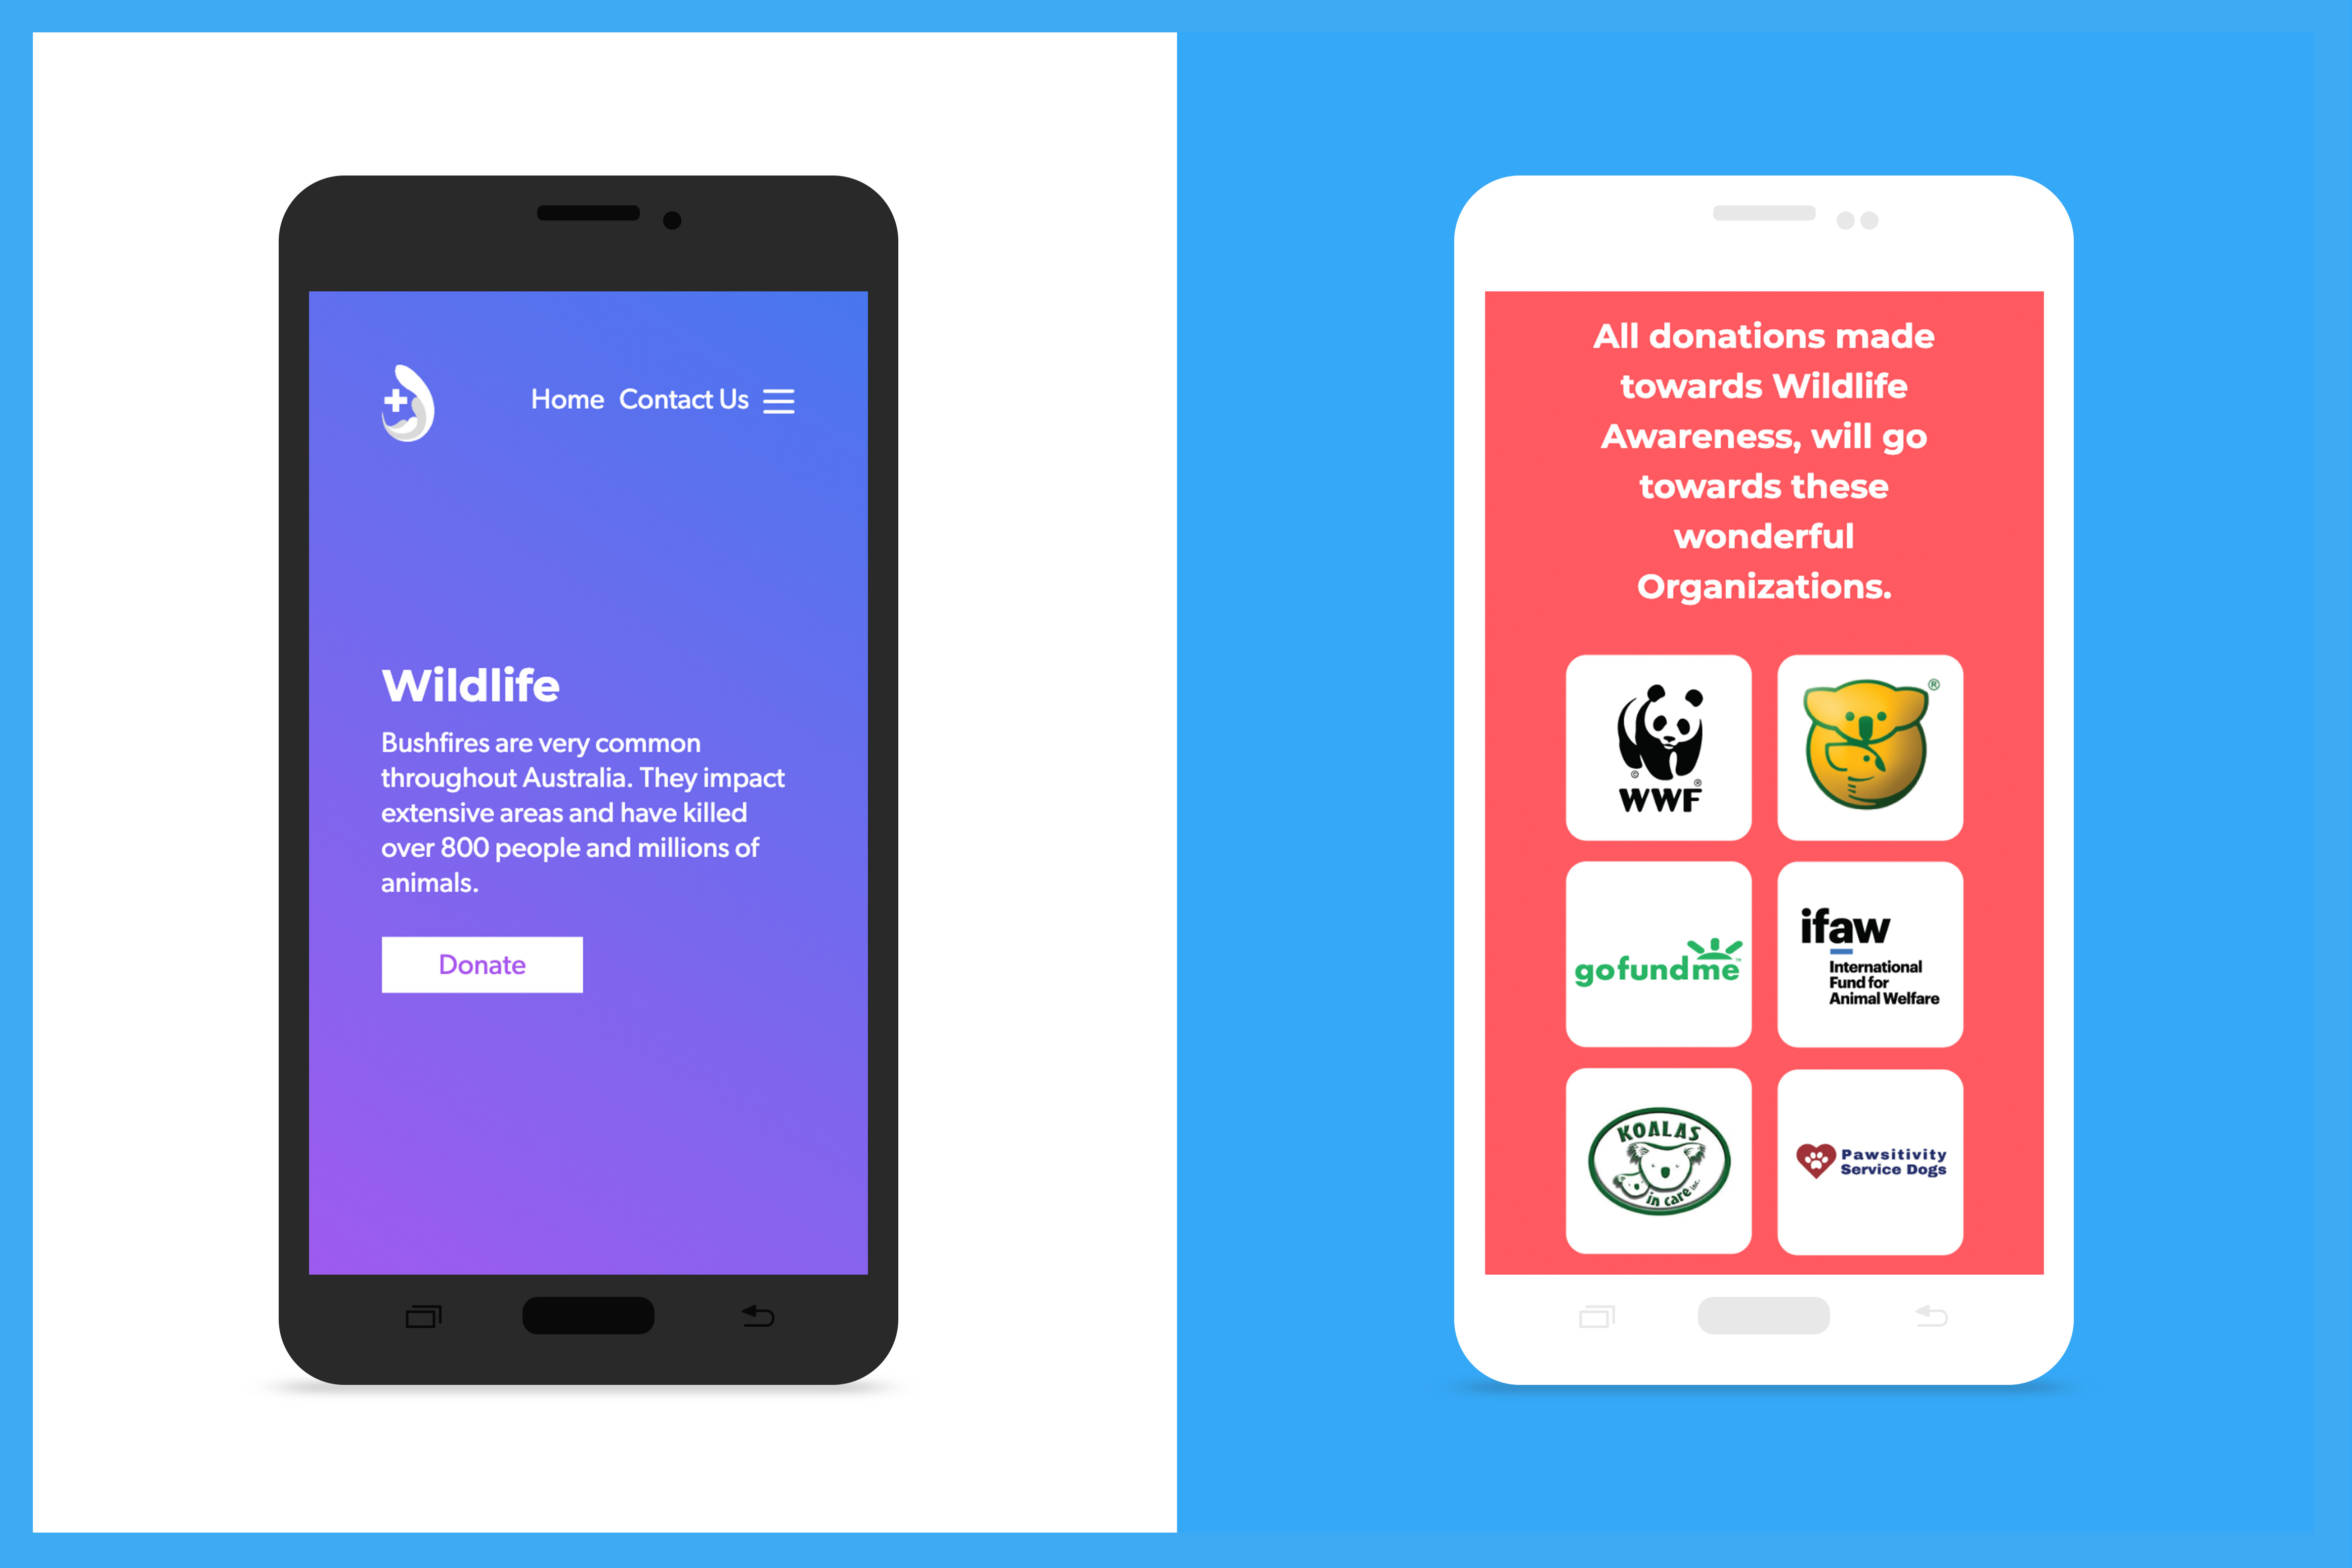 Home Contact Us
Wildlife
Bushfires are very common
throughout Australia. They impact
extensive areas and have killed
over 800 people and millions of
animals.
Donate
All donations made
towards Wildlife
Awareness, will go
towards these
wonderful
Organizations.
©
®
WWF
®
gofundme
™
ifaw
International
Fund for
Animal Welfare
KOALAS
in care inc.
Pawsitivity
Service Dogs